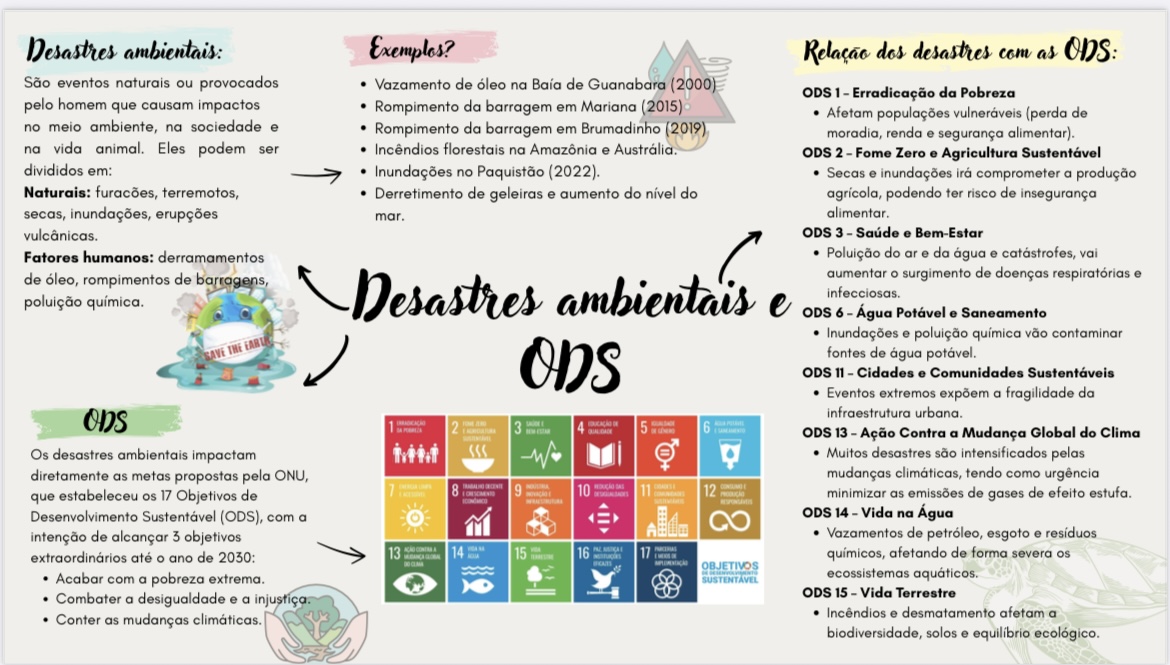 Desastres ambientais:
São eventos naturais ou provocados
pelo homem que causam impactos
no meio ambiente, na sociedade e
na vida animal. Eles podem ser
divididos em:
Naturais: furacões, terremotos,
secas, inundações, erupções
vulcânicas.
Fatores humanos: derramamentos
de óleo, rompimentos de barragens,
poluição química.
SAVE THE EARTH
Exemplos?
• Vazamento de óleo na Baía de Guanabara (2000)
• Rompimento da barragem em Mariana (2015)
• Rompimento da barragem em Brumadinho (2019)
• Incêndios florestais na Amazônia e Austrália.
• Inundações no Paquistão (2022).
• Derretimento de geleiras e aumento do nível do
mar.
Desastres ambientais e
ODS
ODS
Os desastres ambientais impactam
diretamente as metas propostas pela ONU,
que estabeleceu os 17 Objetivos de
Desenvolvimento Sustentável (ODS), com a
intenção de alcançar 3 objetivos
extraordinários até o ano de 2030:
• Acabar com a pobreza extrema.
• Combater a desigualdade e a injustiça.
• Conter as mudanças climáticas.
1 ERRADICAÇÃO DA POBREZA
2 FOME ZERO E AGRICULTURA SUSTENTÁVEL
3 SAÚDE E BEM-ESTAR
4 EDUCAÇÃO DE QUALIDADE
5 IGUALDADE DE GÊNERO
6 ÁGUA POTÁVEL E SANEAMENTO
7 ENERGIA LIMPA E ACESSÍVEL
8 TRABALHO DECENTE E CRESCIMENTO ECONÔMICO
9 INDÚSTRIA, INOVAÇÃO E INFRAESTRUTURA
10 REDUÇÃO DAS DESIGUALDADES
11 CIDADES E COMUNIDADES SUSTENTÁVEIS
12 CONSUMO E PRODUÇÃO RESPONSÁVEIS
13 AÇÃO CONTRA A MUDANÇA GLOBAL DO CLIMA
14 VIDA NA ÁGUA
15 VIDA TERRESTRE
16 PAZ, JUSTIÇA E INSTITUIÇÕES EFICAZES
17 PARCERIAS E MEIOS DE IMPLEMENTAÇÃO
OBJETIVOS
DE DESENVOLVIMENTO
SUSTENTÁVEL
Relação dos desastres com as ODS:
ODS 1 – Erradicação da Pobreza
• Afetam populações vulneráveis (perda de
moradia, renda e segurança alimentar).
ODS 2 – Fome Zero e Agricultura Sustentável
• Secas e inundações irá comprometer a produção
agrícola, podendo ter risco de insegurança
alimentar.
ODS 3 – Saúde e Bem-Estar
• Poluição do ar e da água e catástrofes, vai
aumentar o surgimento de doenças respiratórias e
infecciosas.
ODS 6 – Água Potável e Saneamento
• Inundações e poluição química vão contaminar
fontes de água potável.
ODS 11 – Cidades e Comunidades Sustentáveis
• Eventos extremos expõem a fragilidade da
infraestrutura urbana.
ODS 13 – Ação Contra a Mudança Global do Clima
• Muitos desastres são intensificados pelas
mudanças climáticas, tendo como urgência
minimizar as emissões de gases de efeito estufa.
ODS 14 – Vida na Água
• Vazamentos de petróleo, esgoto e resíduos
químicos, afetando de forma severa os
ecossistemas aquáticos.
ODS 15 – Vida Terrestre
• Incêndios e desmatamento afetam a
biodiversidade, solos e equilíbrio ecológico.